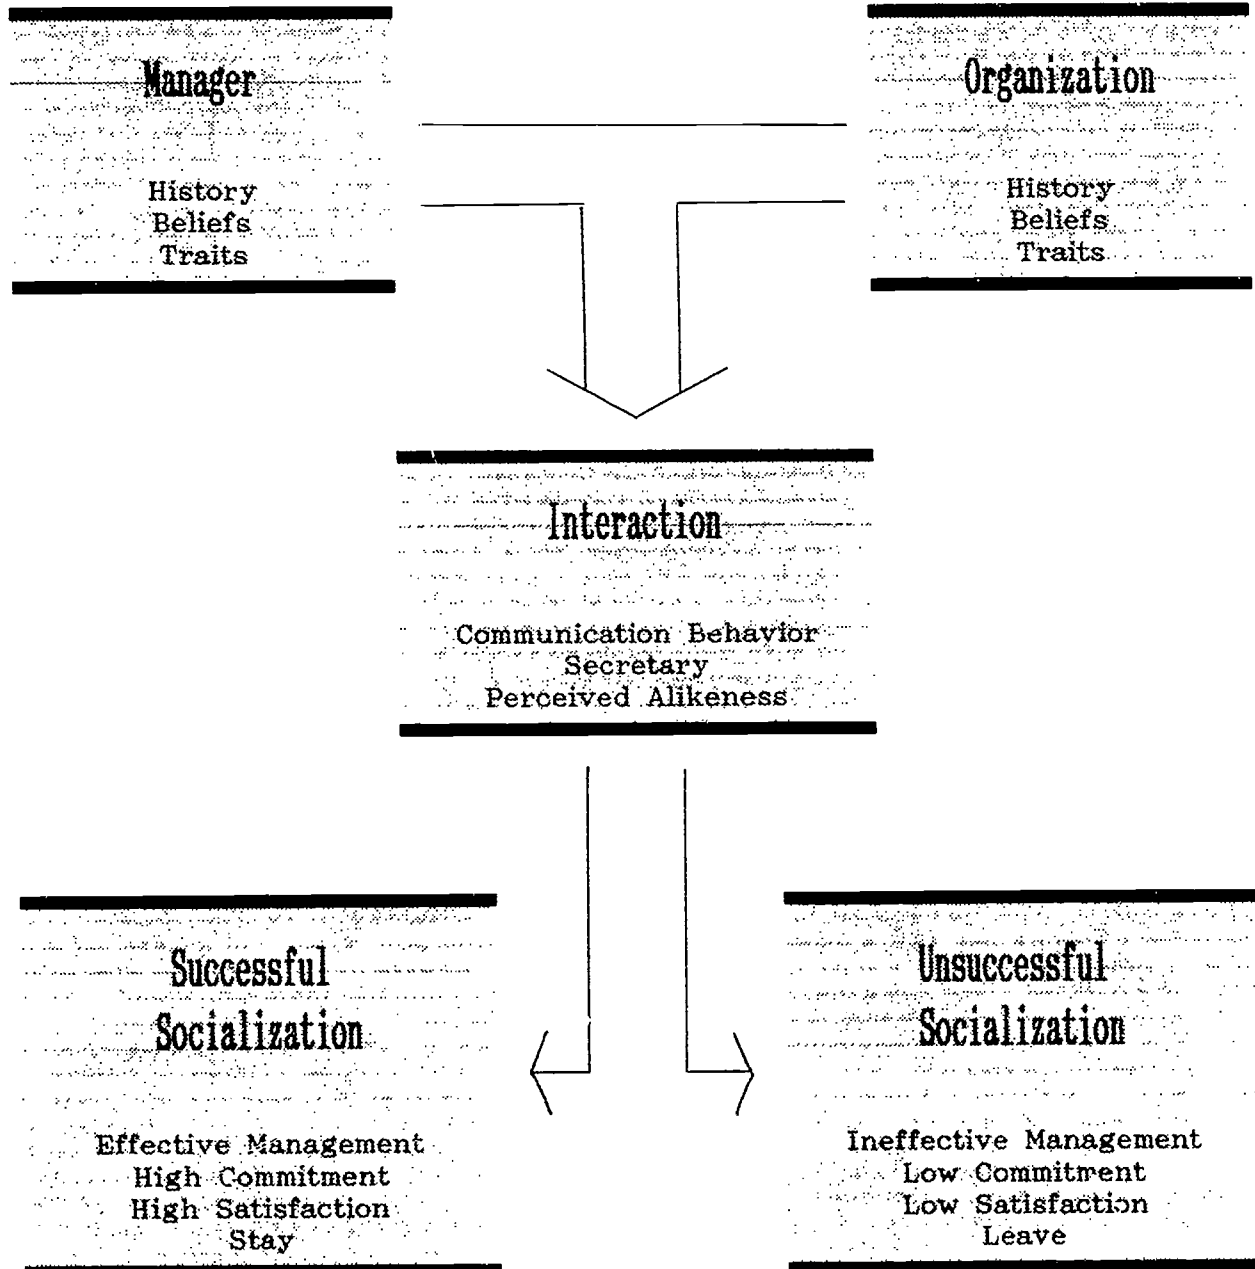 Manager
History
Beliefs
Traits
Organization
History
Beliefs
Traits
Interaction
Communication Behavior
Secretary
Perceived Alikeness
Successful
Socialization
Effective Management
High Commitment
High Satisfaction
Stay
Unsuccessful
Socialization
Ineffective Management
Low Commitment
Low Satisfaction
Leave